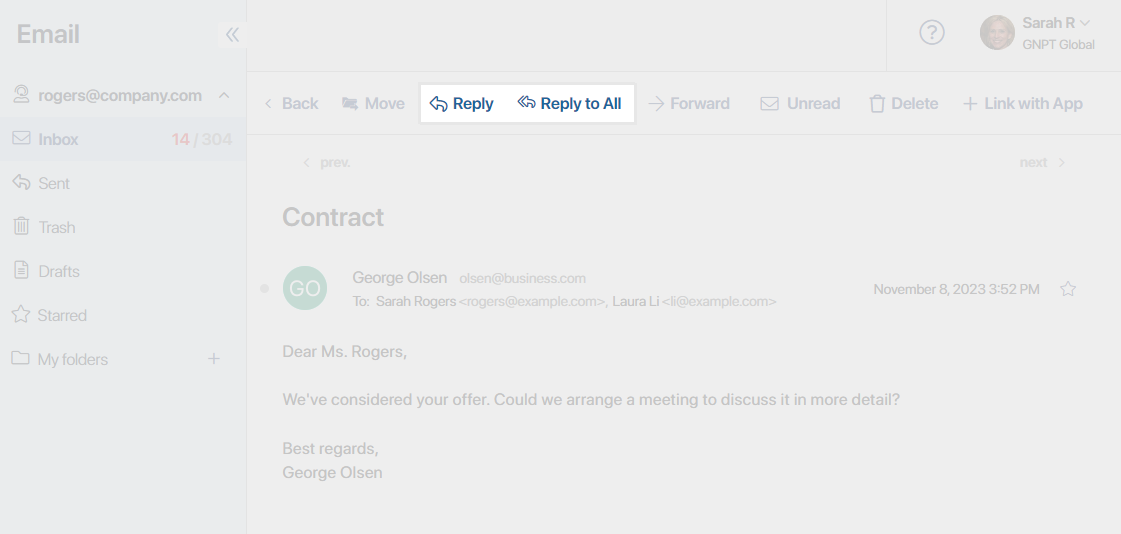 Email
Sarah R
GNPT Global
rogers@company.com
Inbox 14 / 304
Sent
Trash
Drafts
Starred
My folders
Back Move Reply Reply to All Forward Unread Delete Link with App
prev. next
Contract
GO
George Olsen olsen@business.com
To: Sarah Rogers <rogers@example.com>, Laura Li <li@example.com>
November 8, 2023 3:52 PM
Dear Ms. Rogers,
We've considered your offer. Could we arrange a meeting to discuss it in more detail?
Best regards,
George Olsen